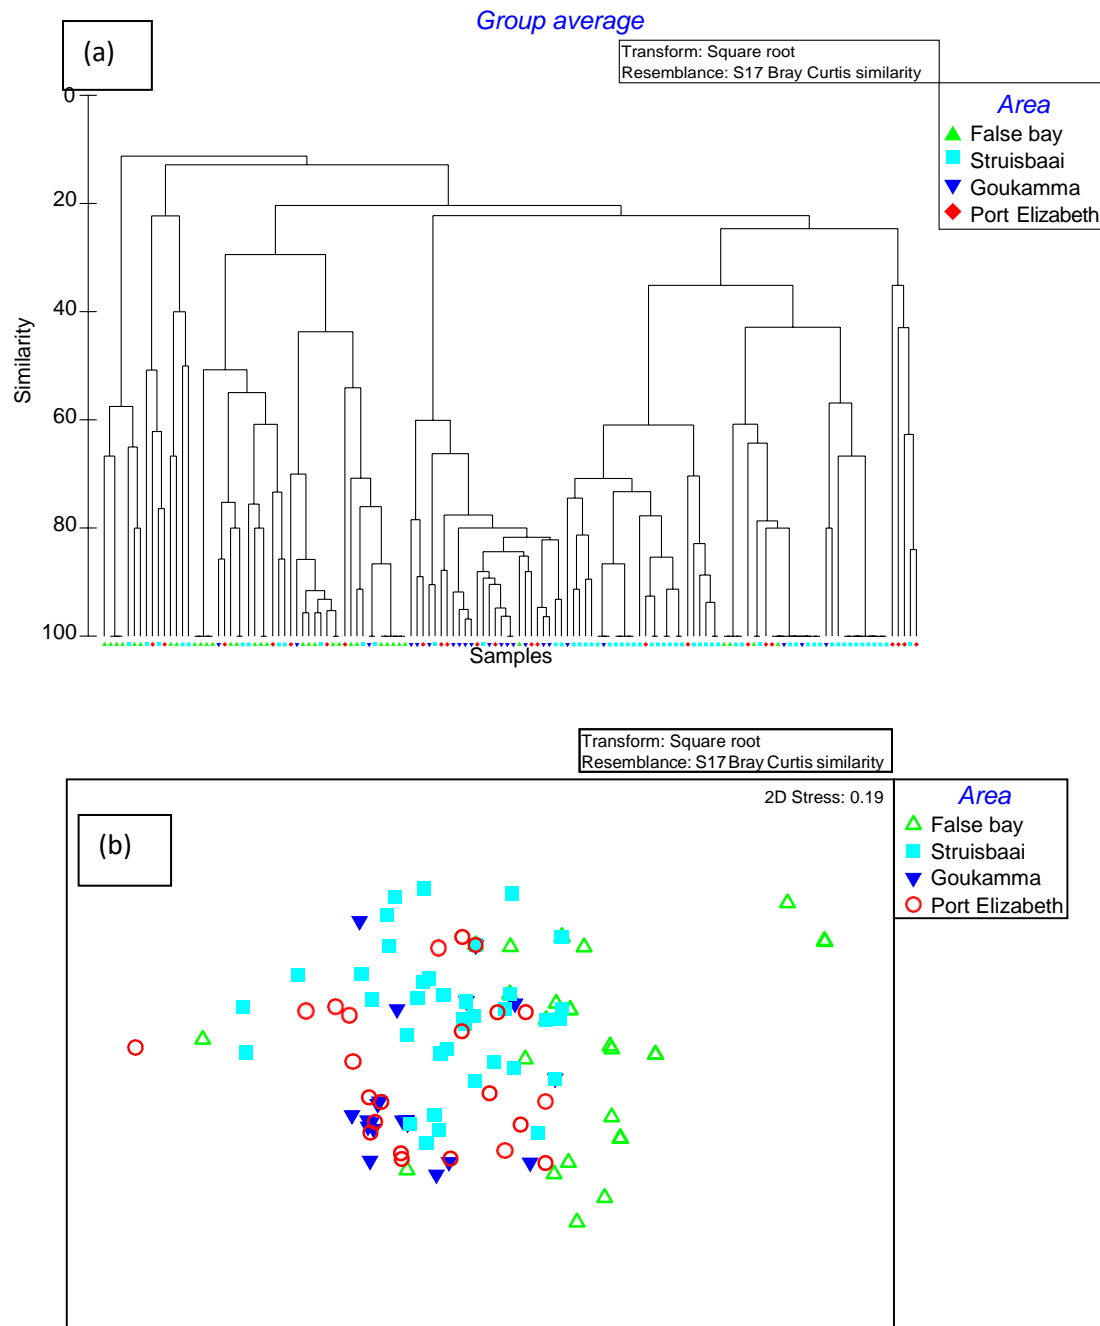 Group average
(a)
Transform: Square root
Resemblance: S17 Bray Curtis similarity
Area
False bay
Struisbaai
Goukamma
Port Elizabeth
0
20
40
60
80
100
Similarity
Samples
Transform: Square root
Resemblance: S17 Bray Curtis similarity
2D Stress: 0.19
(b)
Area
False bay
Struisbaai
Goukamma
Port Elizabeth